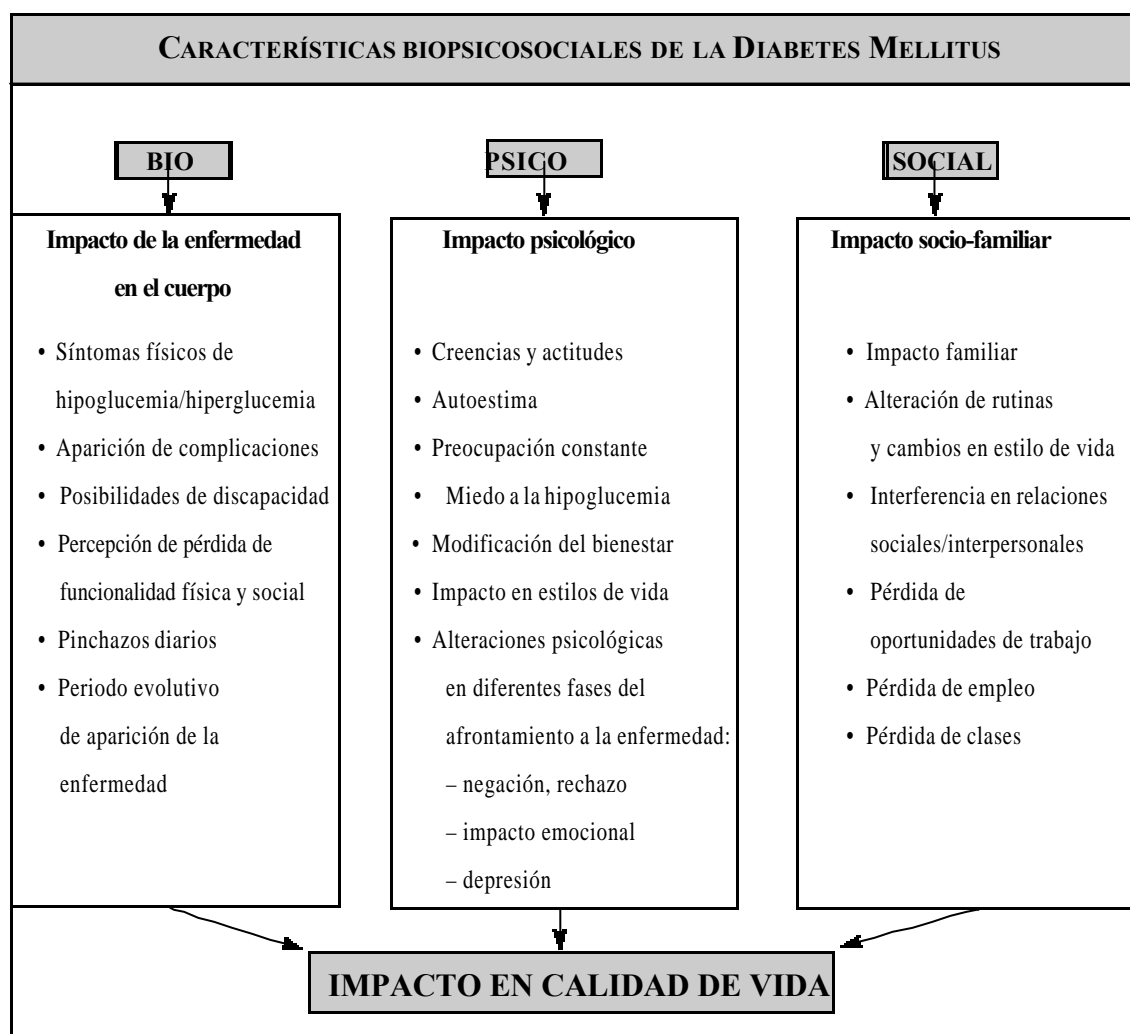 CARACTERÍSTICAS BIOPSICOSOCIALES DE LA DIABETES MELLITUS
BIO
Impacto de la enfermedad
en el cuerpo
• Síntomas físicos de
hipoglucemia/hiperglucemia
• Aparición de complicaciones
• Posibilidades de discapacidad
• Percepción de pérdida de
funcionalidad física y social
• Pinchazos diarios
• Periodo evolutivo
de aparición de la
enfermedad
PSICO
Impacto psicológico
• Creencias y actitudes
• Autoestima
• Preocupación constante
• Miedo a la hipoglucemia
• Modificación del bienestar
• Impacto en estilos de vida
• Alteraciones psicológicas
en diferentes fases del
afrontamiento a la enfermedad:
– negación, rechazo
– impacto emocional
– depresión
SOCIAL
Impacto socio-familiar
• Impacto familiar
• Alteración de rutinas
y cambios en estilo de vida
• Interferencia en relaciones
sociales/interpersonales
• Pérdida de
oportunidades de trabajo
• Pérdida de empleo
• Pérdida de clases
IMPACTO EN CALIDAD DE VIDA